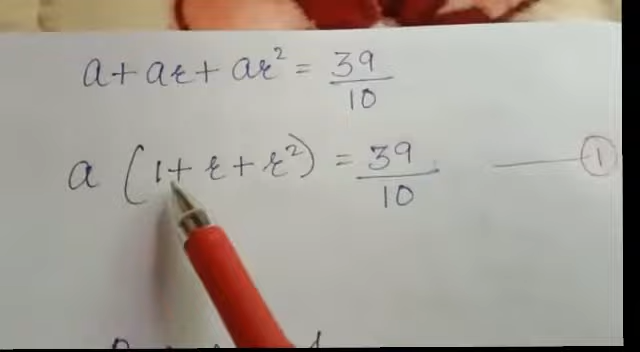 a + ar + ar² = 39/10
a (1 + r + r²) = 39/10 —— ①